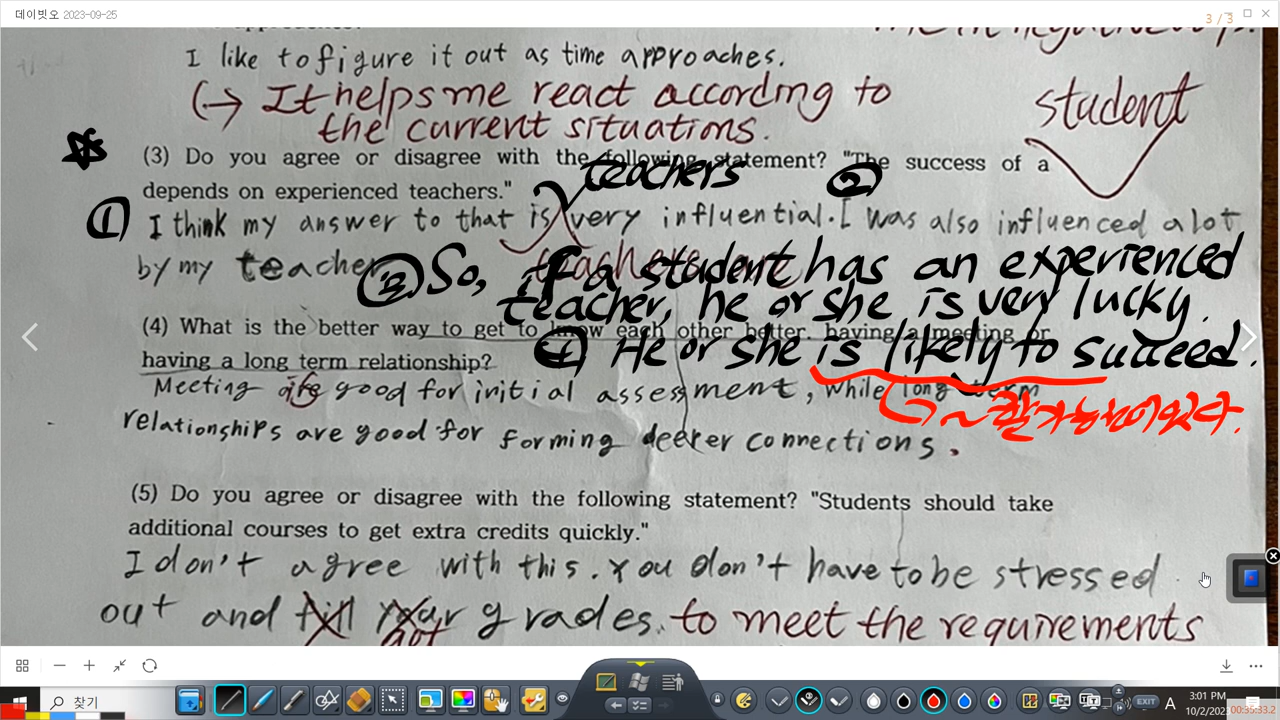 데이빗오 2023-09-25
3 / 3
I like to figure it out as time approaches.
(→ It helps me react according to
the current situations.
student
(3) Do you agree or disagree with the following statement? "The success of a
depends on experienced teachers."
teachers
②
① I think my answer to that is very influential. I was also influenced a lot
by my teacher
③ So, if a student has an experienced
teacher, he or she is very lucky.
(4) What is the better way to get to know each other better. having a meeting or
having a long term relationship?
④ He or she is likely to succeed.
Meeting are good for initial assessment, while long term
~할 가능성이 있다.
relationships are good for forming deeper connections.
(5) Do you agree or disagree with the following statement? "Students should take
additional courses to get extra credits quickly."
I don't agree with this. You don't have to be stressed
out and your grades. to meet the requirements
not
찾기
EXIT
A
3:01 PM
10/2/202
00:35:33.2